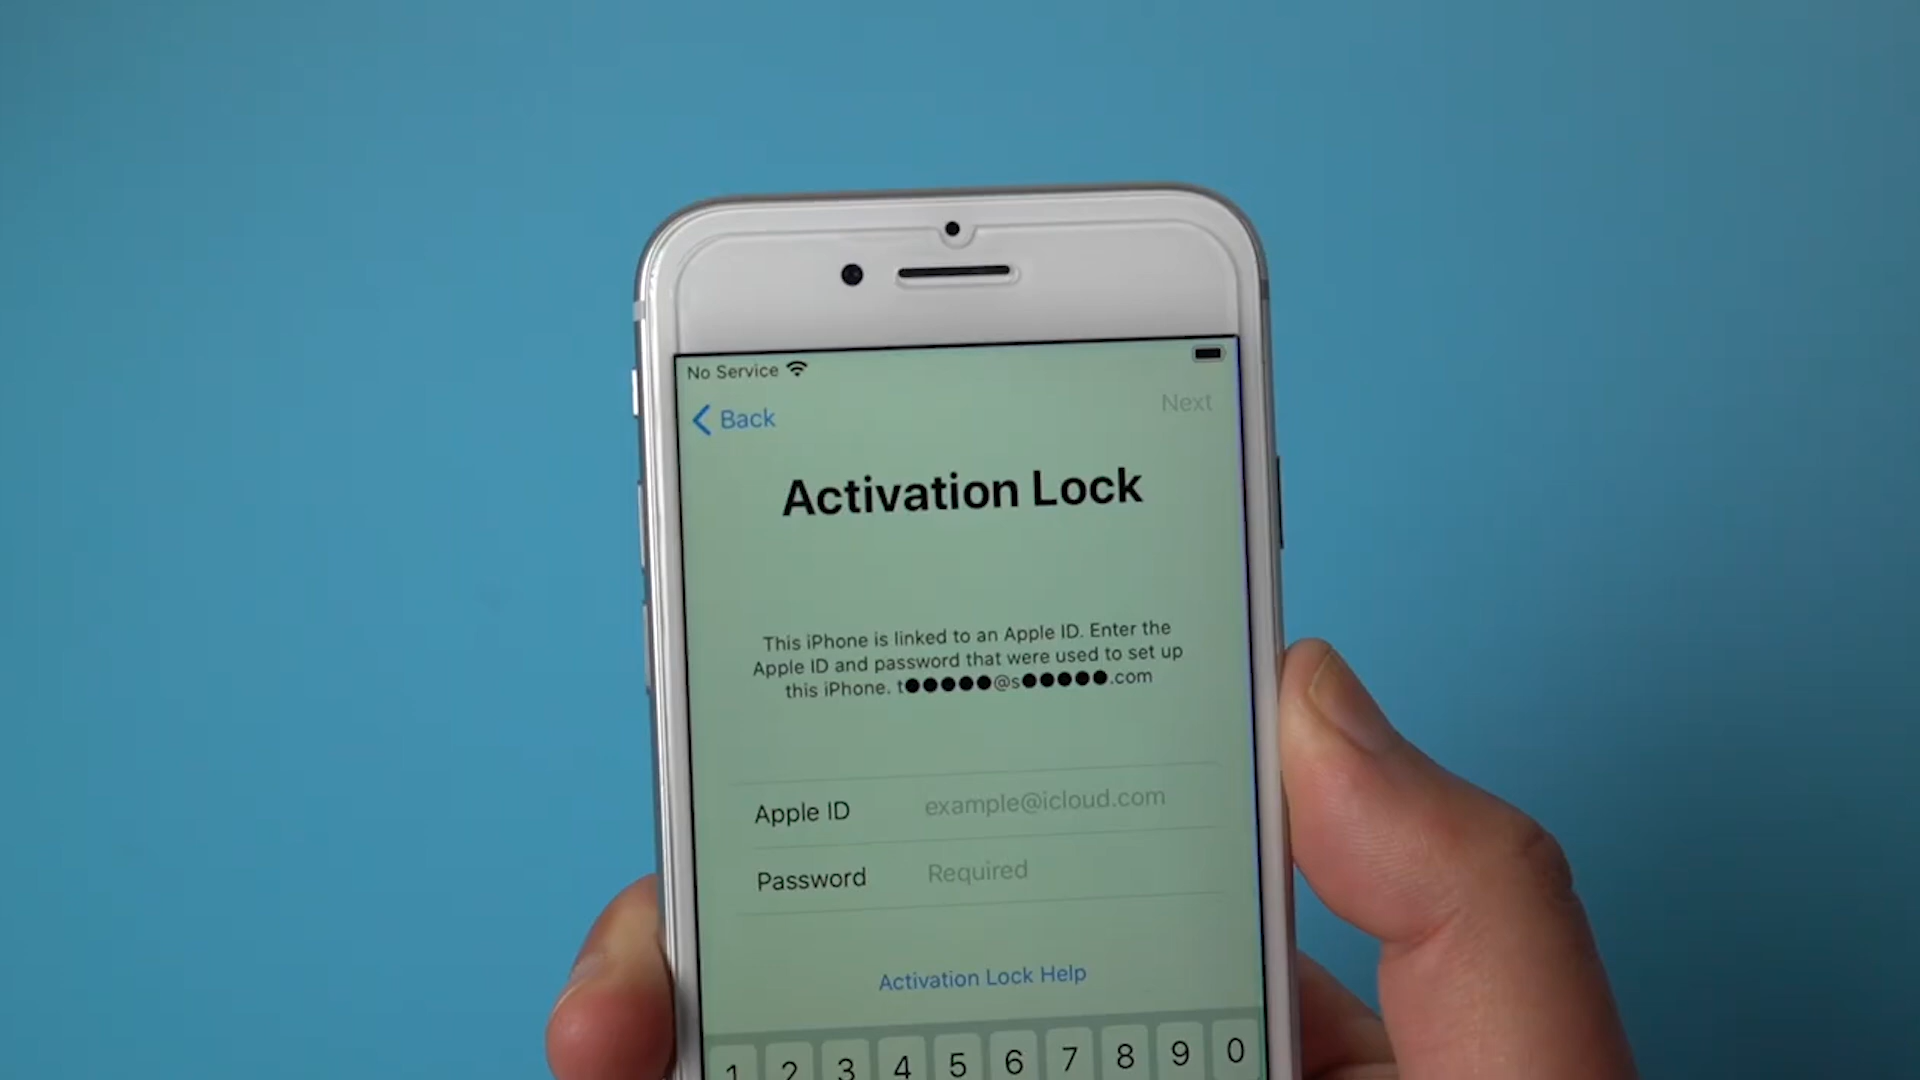 No Service
Back
Next
Activation Lock
This iPhone is linked to an Apple ID. Enter the
Apple ID and password that were used to set up
this iPhone. t●●●●●@s●●●●●.com
Apple ID example@icloud.com
Password Required
Activation Lock Help
1 2 3 4 5 6 7 8 9 0